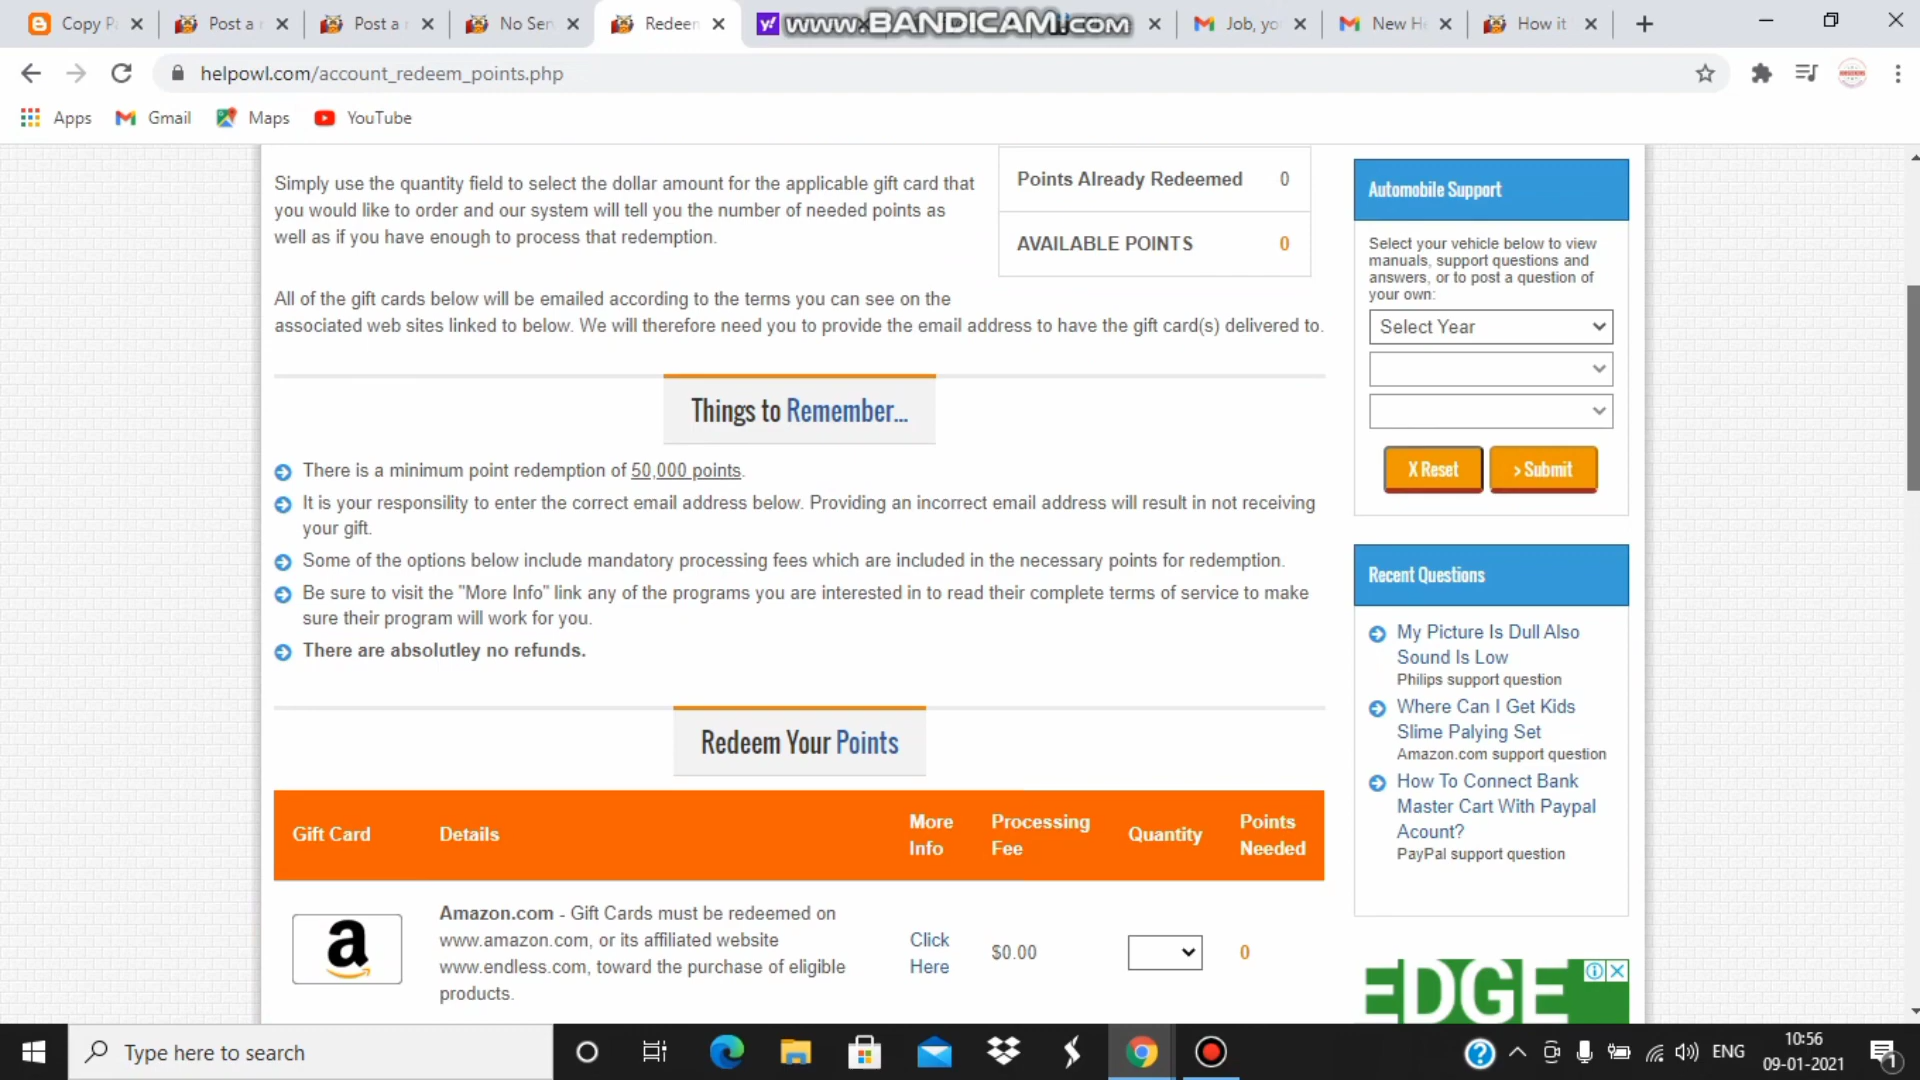 Copy P
Post a
Post a
No Ser
Redeem
www.BANDICAM.com
Job, yo
New H
How it
helpowl.com/account_redeem_points.php
Apps
Gmail
Maps
YouTube
Simply use the quantity field to select the dollar amount for the applicable gift card that
you would like to order and our system will tell you the number of needed points as
well as if you have enough to process that redemption.
Points Already Redeemed 0
AVAILABLE POINTS 0
All of the gift cards below will be emailed according to the terms you can see on the
associated web sites linked to below. We will therefore need you to provide the email address to have the gift card(s) delivered to.
Things to Remember...
There is a minimum point redemption of 50,000 points.
It is your responsility to enter the correct email address below. Providing an incorrect email address will result in not receiving
your gift.
Some of the options below include mandatory processing fees which are included in the necessary points for redemption.
Be sure to visit the "More Info" link any of the programs you are interested in to read their complete terms of service to make
sure their program will work for you.
There are absolutley no refunds.
Redeem Your Points
Gift Card
Details
More
Info
Processing
Fee
Quantity
Points
Needed
Amazon.com - Gift Cards must be redeemed on
www.amazon.com, or its affiliated website
www.endless.com, toward the purchase of eligible
products.
Click
Here
$0.00
0
Automobile Support
Select your vehicle below to view
manuals, support questions and
answers, or to post a question of
your own:
Select Year
X Reset
> Submit
Recent Questions
My Picture Is Dull Also
Sound Is Low
Philips support question
Where Can I Get Kids
Slime Palying Set
Amazon.com support question
How To Connect Bank
Master Cart With Paypal
Acount?
PayPal support question
EDGE
Type here to search
ENG
10:56
09-01-2021
1